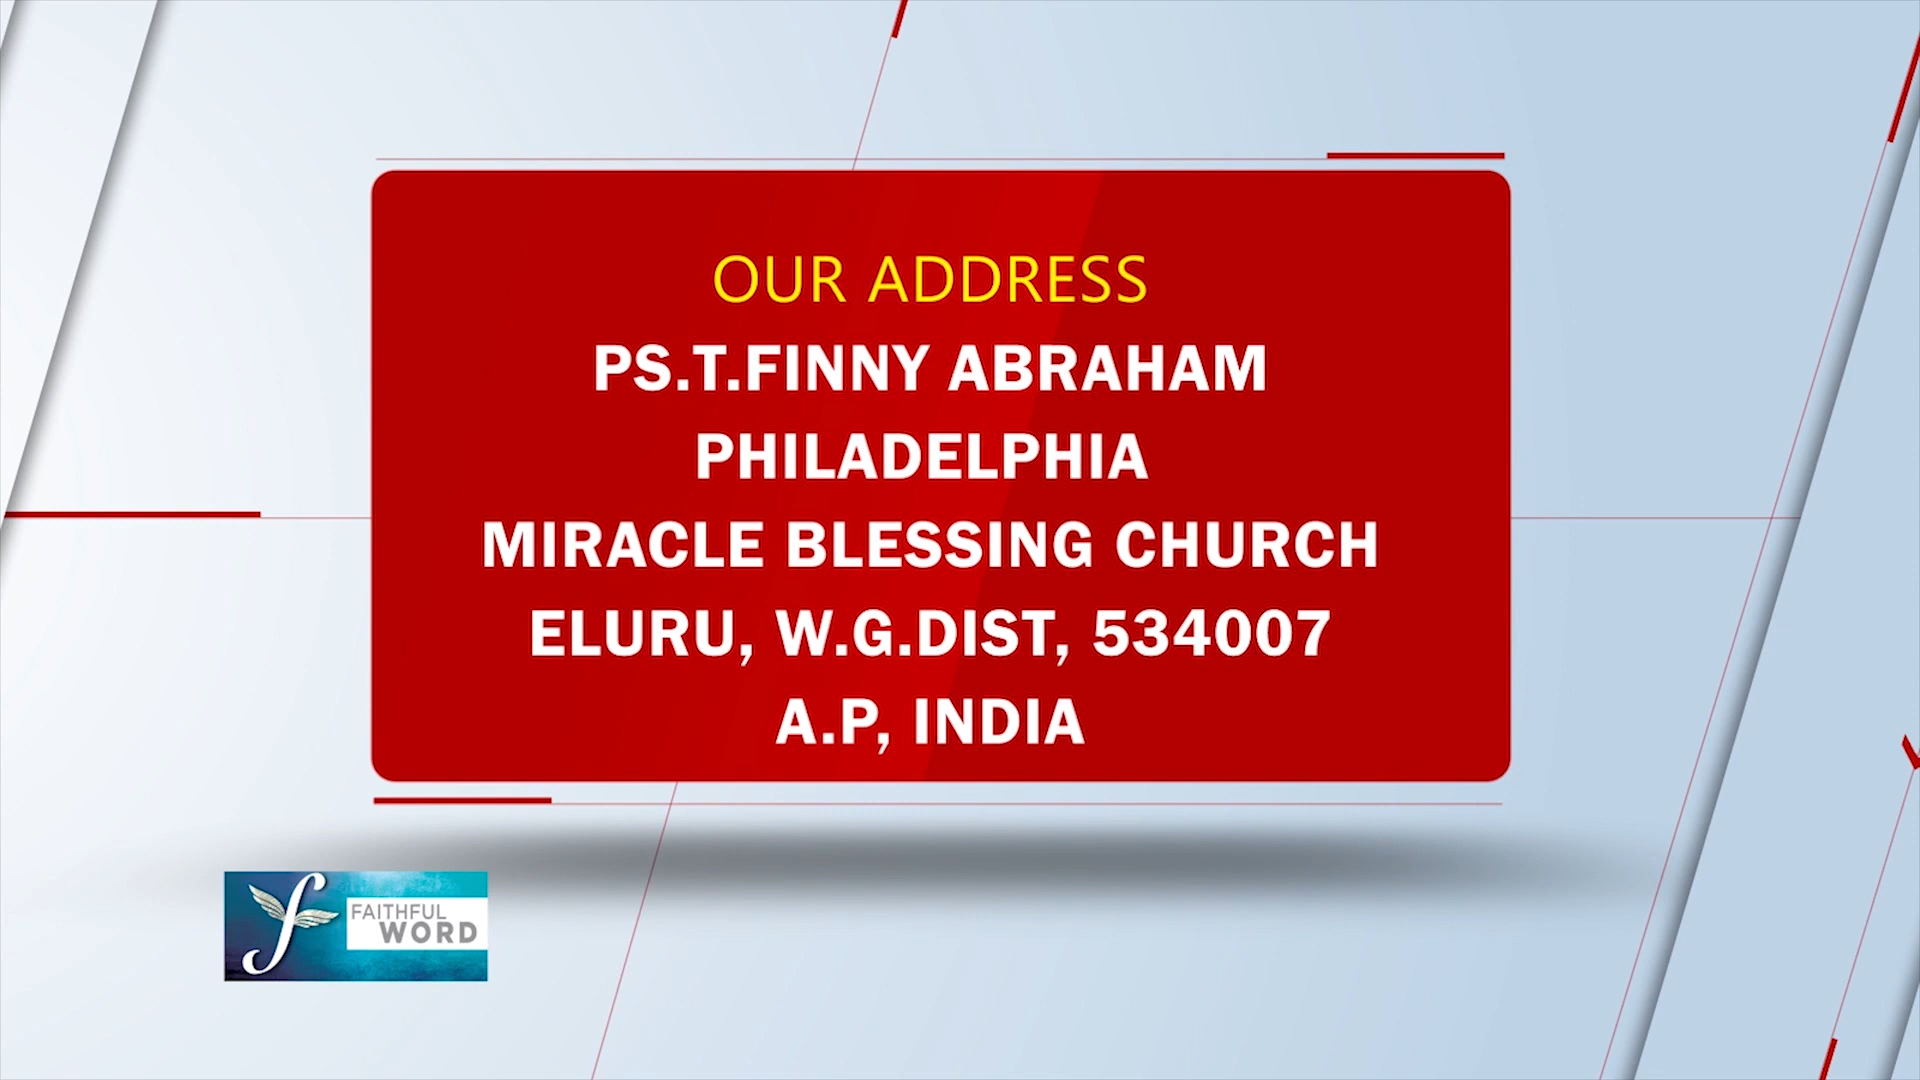 OUR ADDRESS
PS.T.FINNY ABRAHAM
PHILADELPHIA
MIRACLE BLESSING CHURCH
ELURU, W.G.DIST, 534007
A.P, INDIA
f
FAITHFUL
WORD